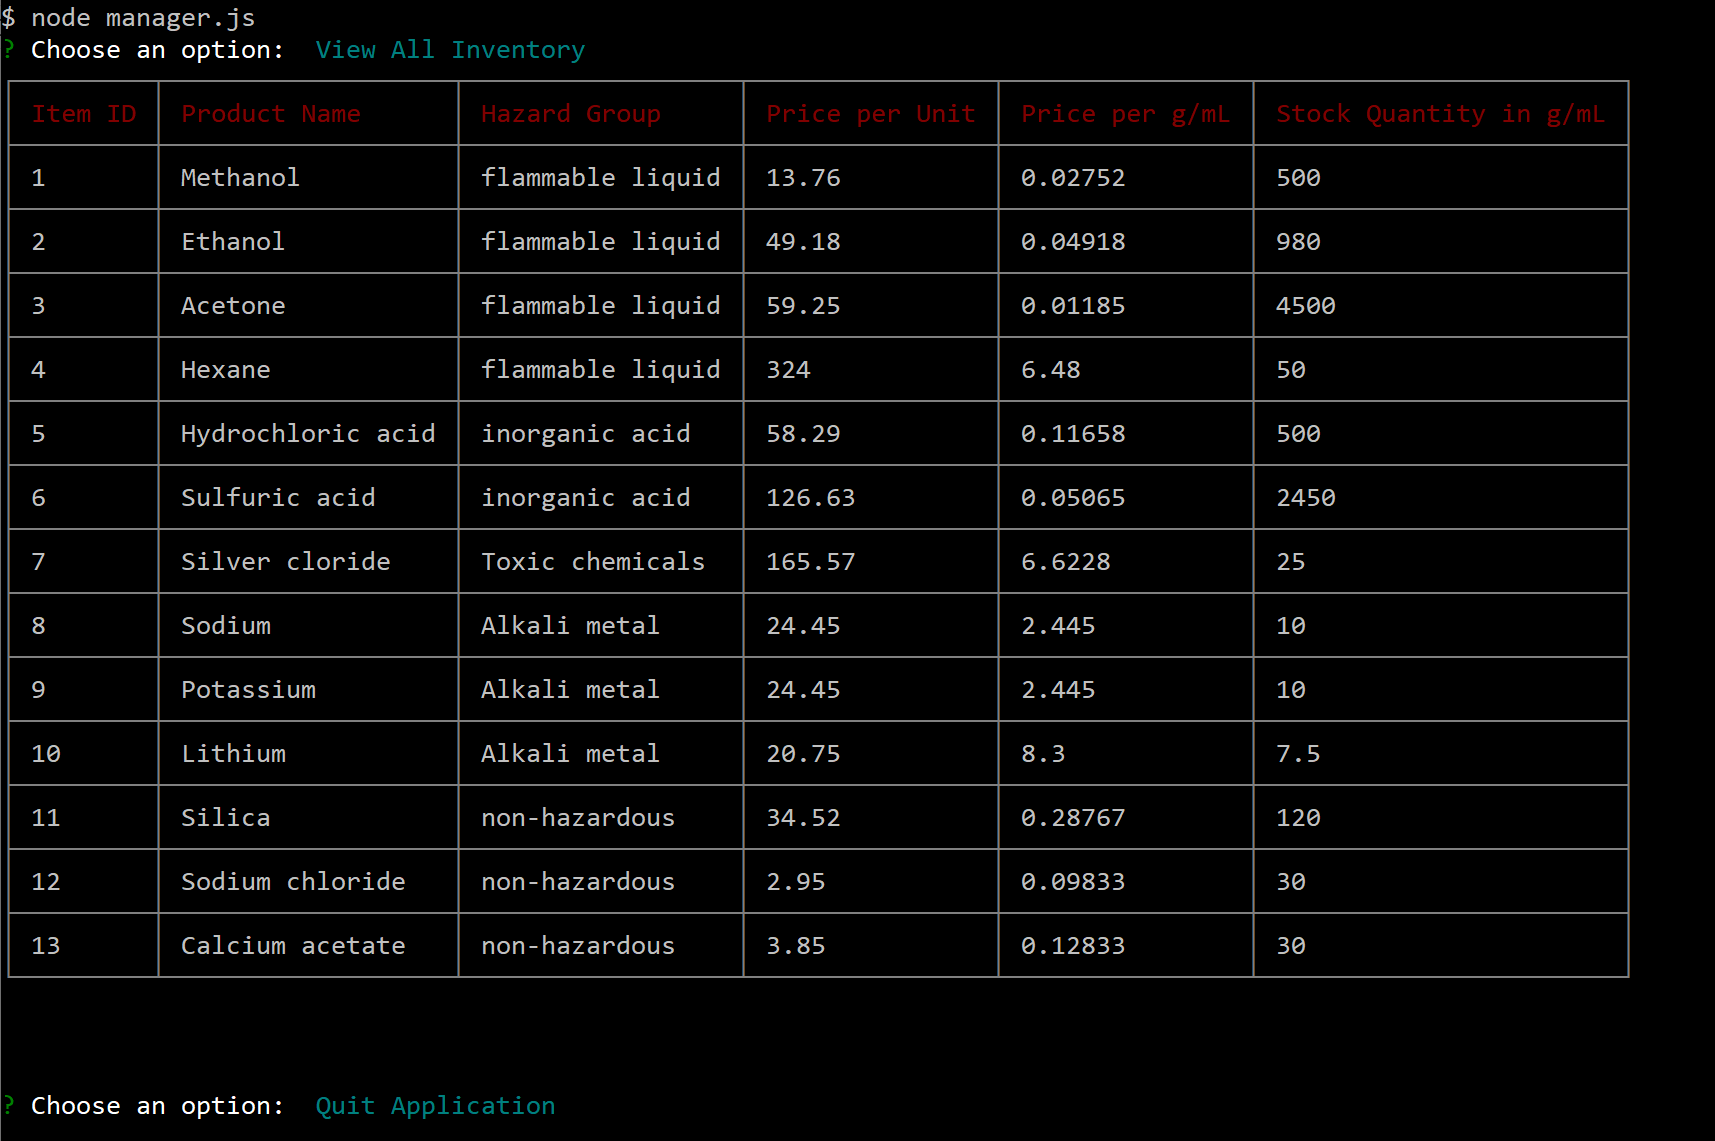 $ node manager.js
? Choose an option:  View All Inventory
Item ID Product Name Hazard Group Price per Unit Price per g/mL Stock Quantity in g/mL
1 Methanol flammable liquid 13.76 0.02752 500
2 Ethanol flammable liquid 49.18 0.04918 980
3 Acetone flammable liquid 59.25 0.01185 4500
4 Hexane flammable liquid 324 6.48 50
5 Hydrochloric acid inorganic acid 58.29 0.11658 500
6 Sulfuric acid inorganic acid 126.63 0.05065 2450
7 Silver cloride Toxic chemicals 165.57 6.6228 25
8 Sodium Alkali metal 24.45 2.445 10
9 Potassium Alkali metal 24.45 2.445 10
10 Lithium Alkali metal 20.75 8.3 7.5
11 Silica non-hazardous 34.52 0.28767 120
12 Sodium chloride non-hazardous 2.95 0.09833 30
13 Calcium acetate non-hazardous 3.85 0.12833 30
? Choose an option:  Quit Application